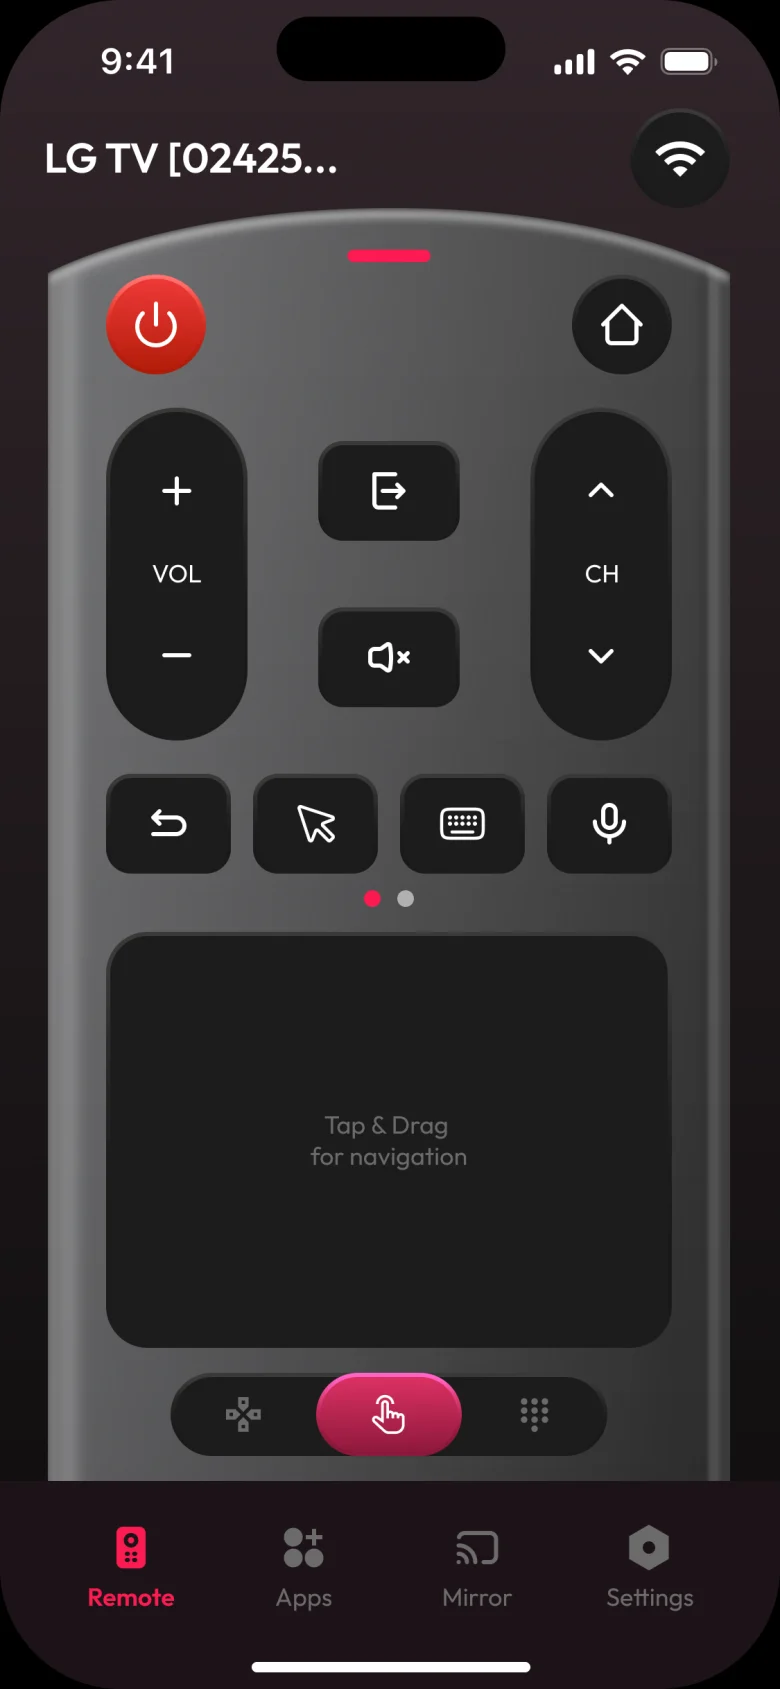 9:41
LG TV [02425...
VOL
CH
Tap & Drag
for navigation
Remote
Apps
Mirror
Settings